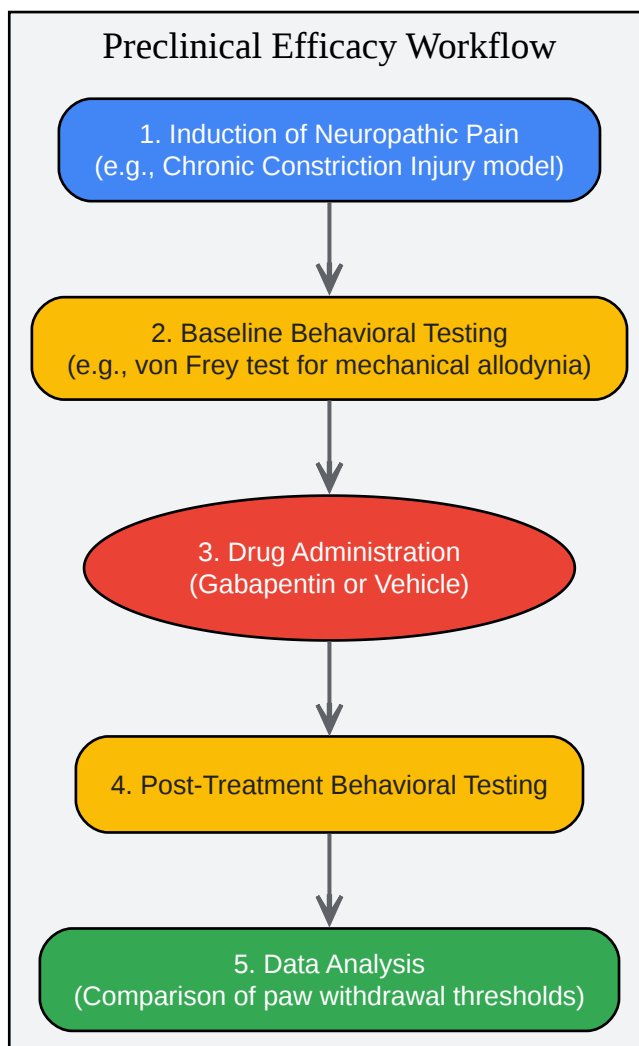 Preclinical Efficacy Workflow
1. Induction of Neuropathic Pain
(e.g., Chronic Constriction Injury model)
2. Baseline Behavioral Testing
(e.g., von Frey test for mechanical allodynia)
3. Drug Administration
(Gabapentin or Vehicle)
4. Post-Treatment Behavioral Testing
5. Data Analysis
(Comparison of paw withdrawal thresholds)